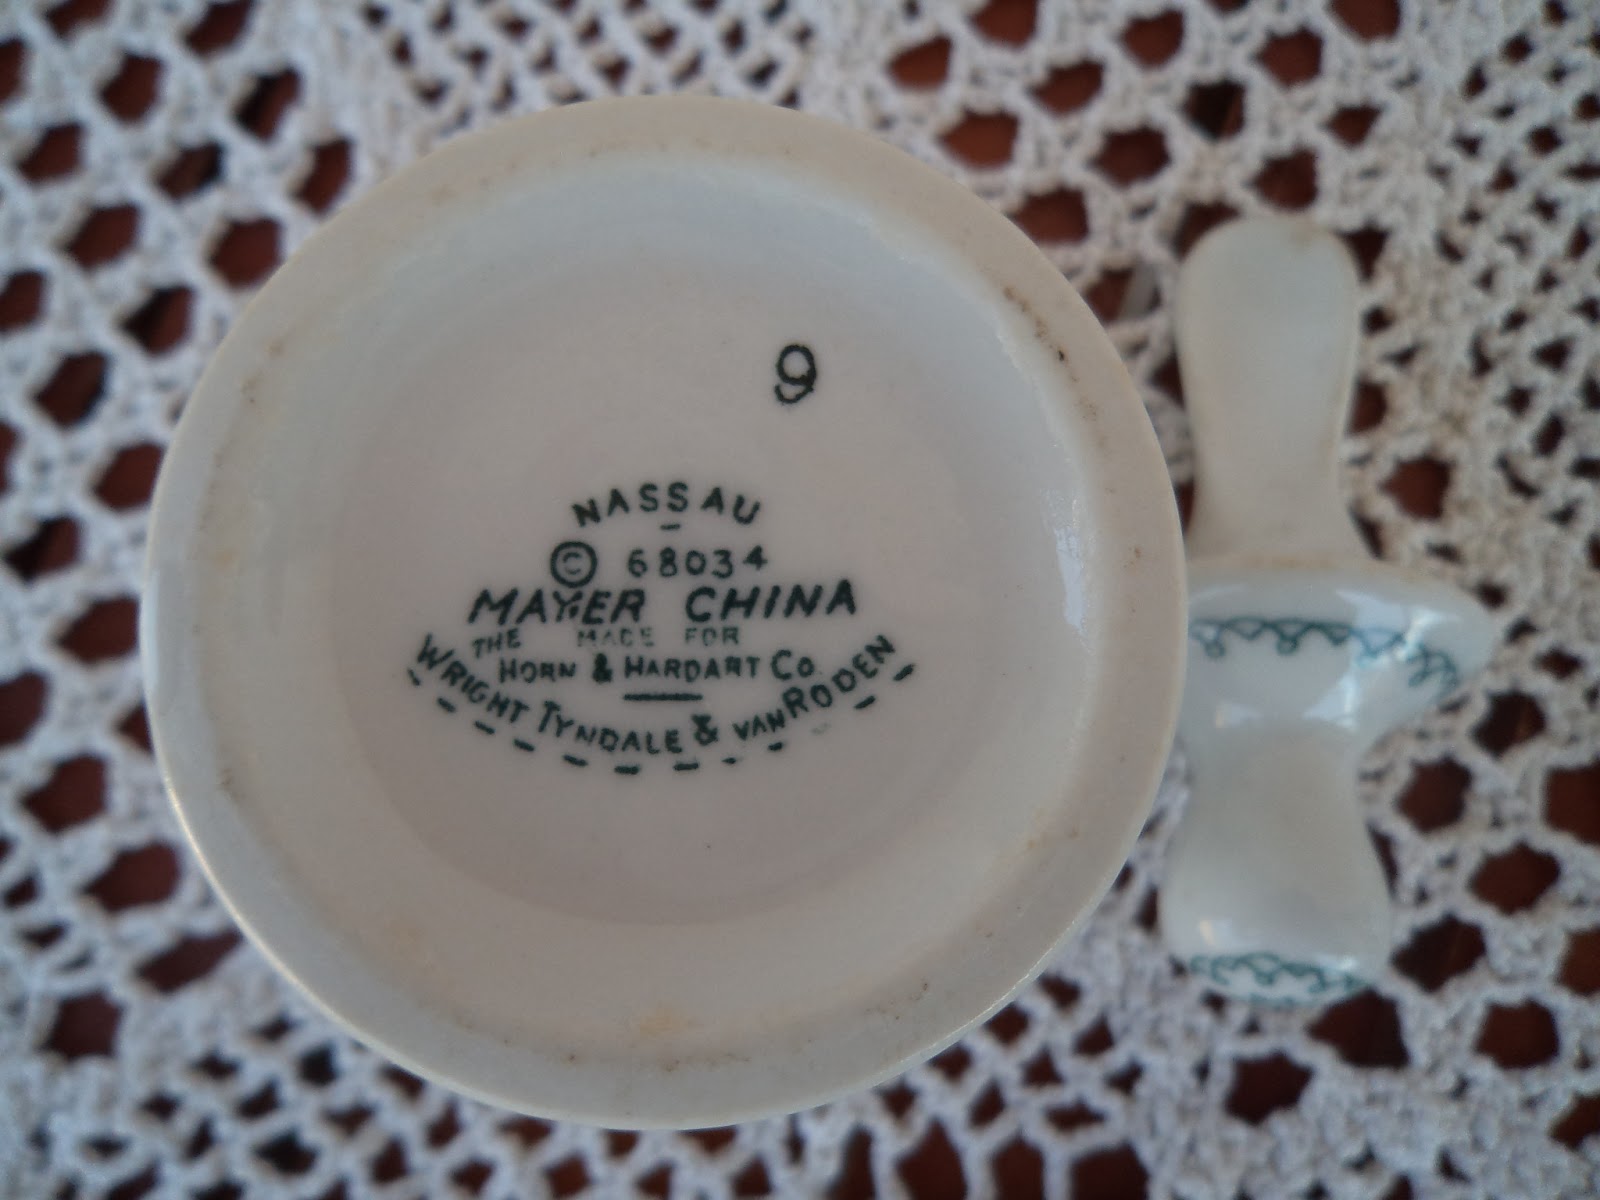 9
NASSAU
© 68034
MAYER CHINA
MADE FOR
THE
HORN & HARDART CO.
WRIGHT TYNDALE & VAN RODEN